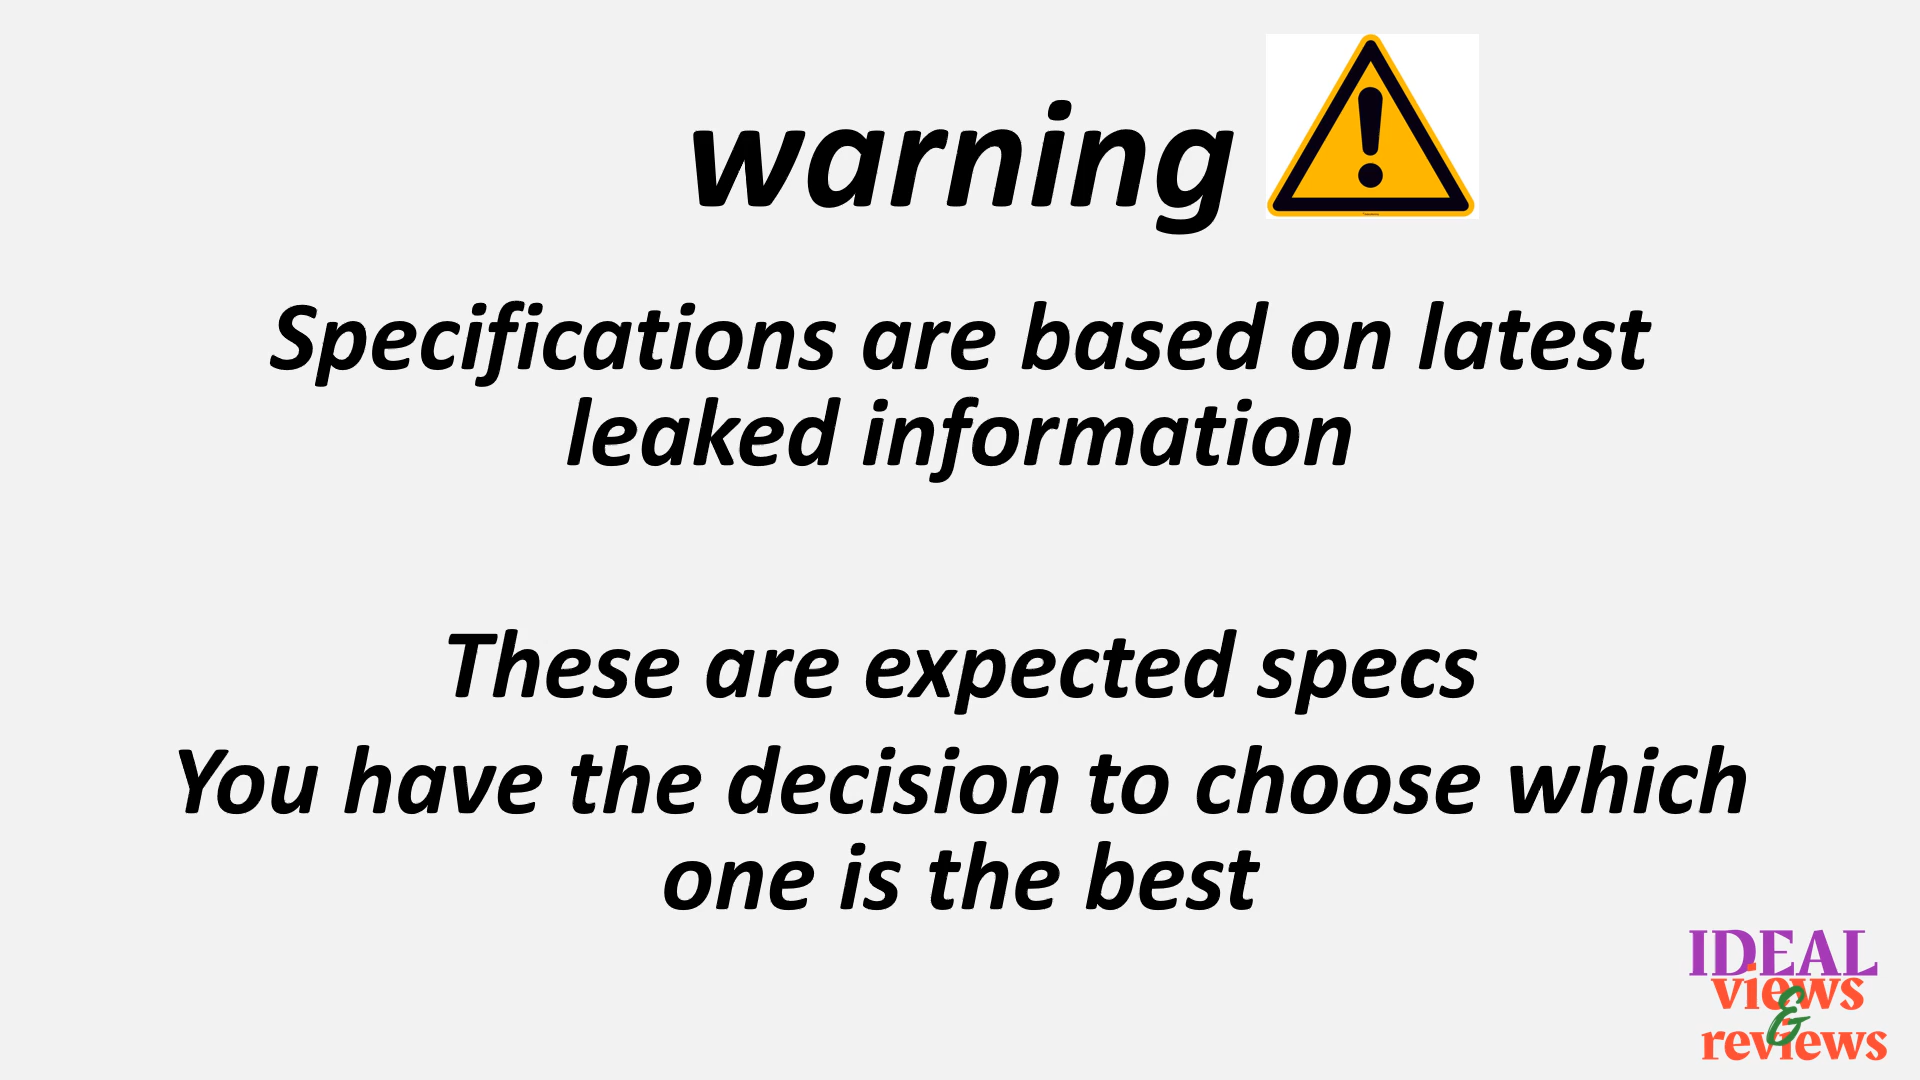 warning
Specifications are based on latest
leaked information
These are expected specs
You have the decision to choose which
one is the best
IDEAL
views
&
reviews